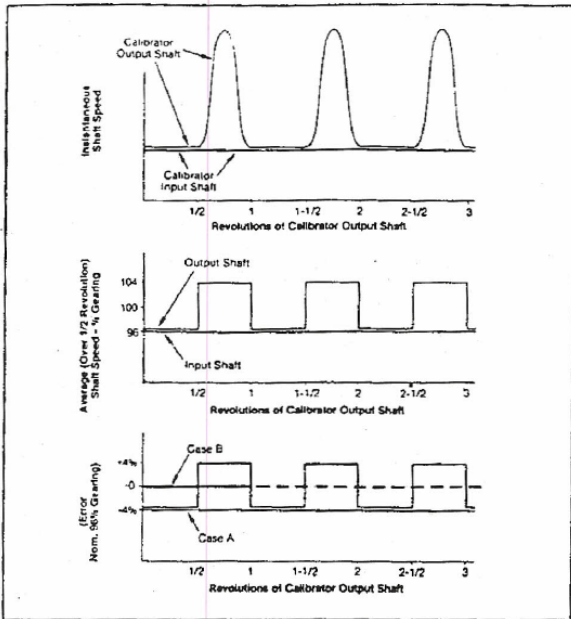 Calibrator
Output Shaft
Instantaneous
Shaft Speed
Calibrator
Input Shaft
1/2 1 1-1/2 2 2-1/2 3
Revolutions of Calibrator Output Shaft
Output Shaft
Average (Over 1/2 Revolution)
Shaft Speed - % Gearing
104
100
96
Input Shaft
1/2 1 1-1/2 2 2-1/2 3
Revolutions of Calibrator Output Shaft
Case B
(Error
Nom. 96% Gearing)
+4%
-0
-4%
Case A
1/2 1 1-1/2 2 2-1/2 3
Revolutions of Calibrator Output Shaft